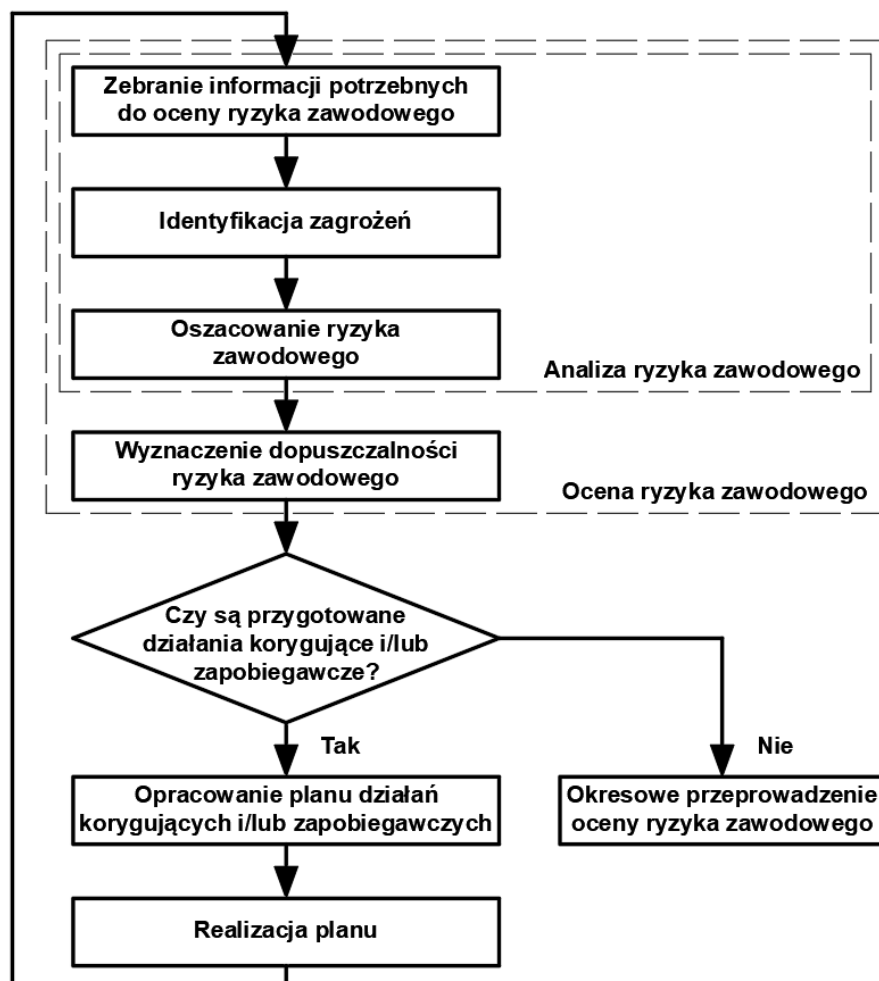 Zebranie informacji potrzebnych
do oceny ryzyka zawodowego
Identyfikacja zagrożeń
Oszacowanie ryzyka
zawodowego
Analiza ryzyka zawodowego
Wyznaczenie dopuszczalności
ryzyka zawodowego
Ocena ryzyka zawodowego
Czy są przygotowane
działania korygujące i/lub
zapobiegawcze?
Tak
Nie
Opracowanie planu działań
korygujących i/lub zapobiegawczych
Okresowe przeprowadzenie
oceny ryzyka zawodowego
Realizacja planu